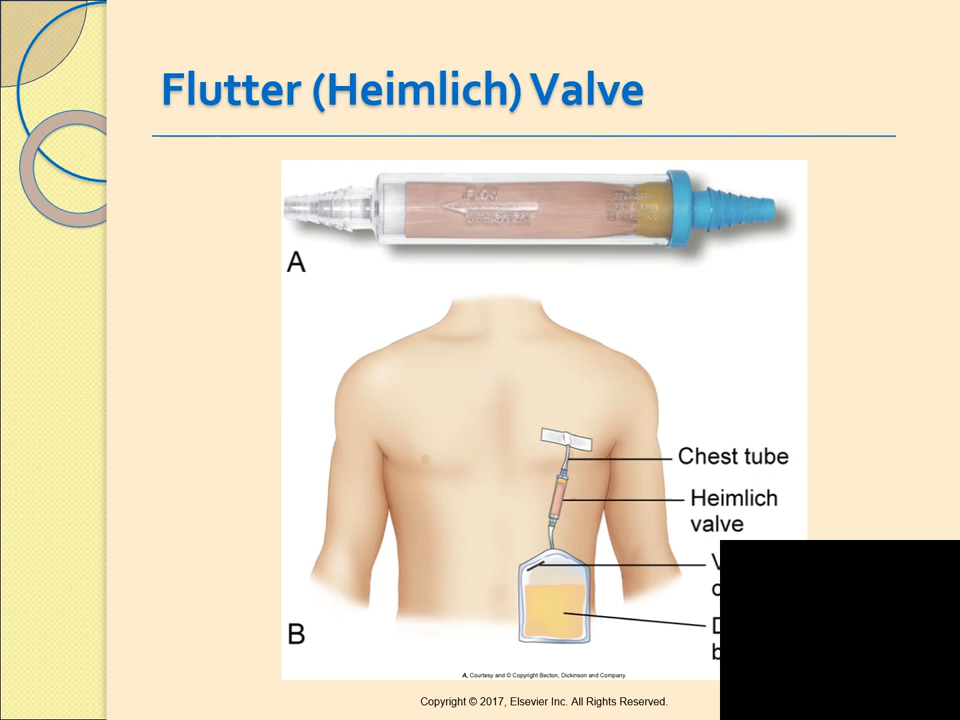 Flutter (Heimlich) Valve
FLOW
A
Chest tube
Heimlich
valve
B
A, Courtesy and © Copyright Becton, Dickinson and Company.
Copyright © 2017, Elsevier Inc. All Rights Reserved.